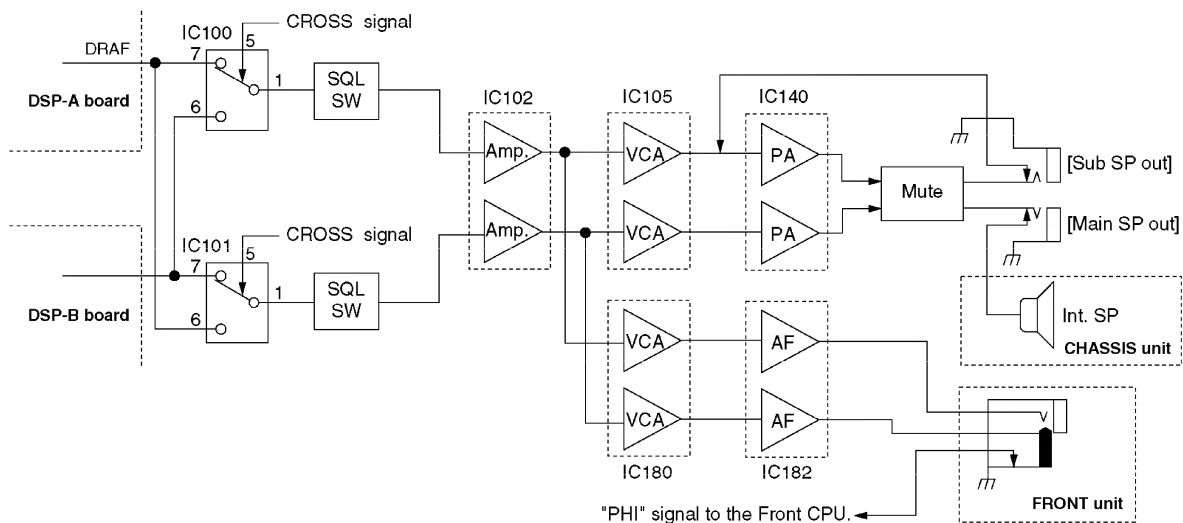 CROSS signal
IC100
DRAF
7
5
1
6
DSP-A board
SQL
SW
IC102
IC105
IC140
Amp.
VCA
PA
[Sub SP out]
Mute
Amp.
VCA
PA
[Main SP out]
CROSS signal
IC101
7
5
1
6
DSP-B board
SQL
SW
Int. SP
CHASSIS unit
VCA
AF
VCA
AF
IC180
IC182
FRONT unit
"PHI" signal to the Front CPU.